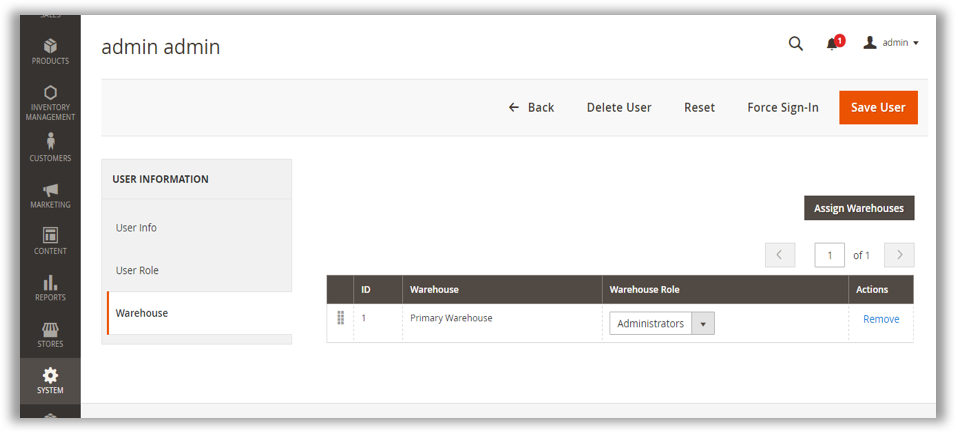 SALES
PRODUCTS
INVENTORY
MANAGEMENT
CUSTOMERS
MARKETING
CONTENT
REPORTS
STORES
SYSTEM
admin admin
1
admin
Back
Delete User
Reset
Force Sign-In
Save User
USER INFORMATION
User Info
User Role
Warehouse
Assign Warehouses
1 of 1
ID Warehouse Warehouse Role Actions
1 Primary Warehouse Administrators Remove